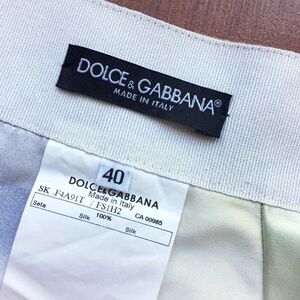 DOLCE & GABBANA®
MADE IN ITALY
40
DOLCE&GABBANA
Made in Italy
SK .F4A91T / FS1H2 CA 00985
Seta 100%
Silk Silk